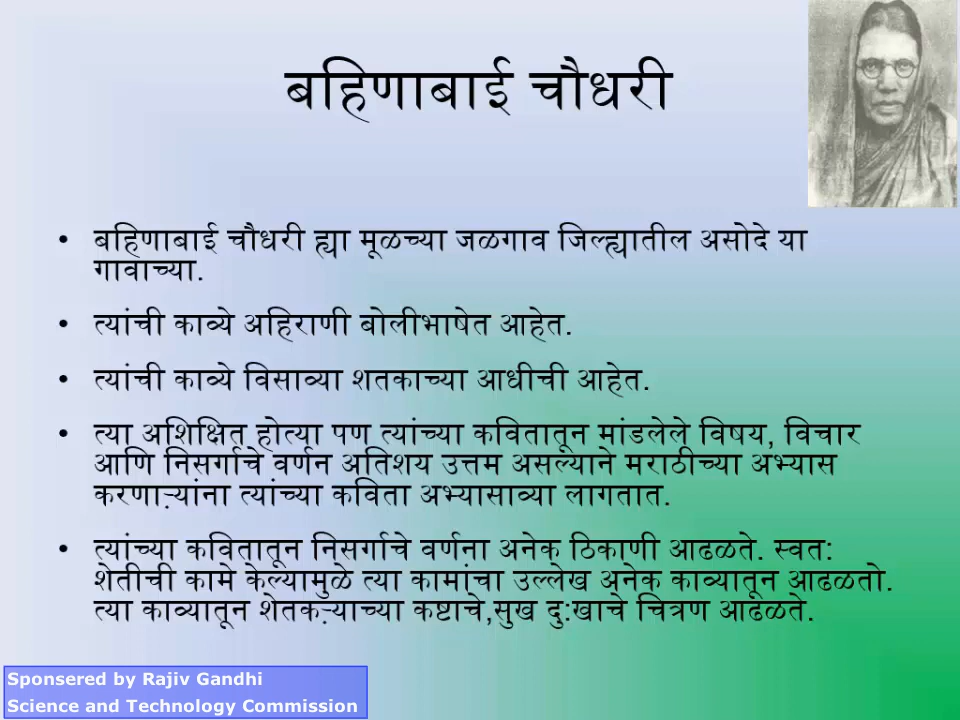 बहिणाबाई चौधरी
• बहिणाबाई चौधरी ह्या मूळच्या जळगाव जिल्ह्यातील असोदे या
गावाच्या.
• त्यांची काव्ये अहिराणी बोलीभाषेत आहेत.
• त्यांची काव्ये विसाव्या शतकाच्या आधीची आहेत.
• त्या अशिक्षित होत्या पण त्यांच्या कवितातून मांडलेले विषय, विचार
आणि निसर्गाचे वर्णन अतिशय उत्तम असल्याने मराठीच्या अभ्यास
करणाऱ्यांना त्यांच्या कविता अभ्यासाव्या लागतात.
• त्यांच्या कवितातून निसर्गाचे वर्णना अनेक ठिकाणी आढळते. स्वत:
शेतीची कामे केल्यामुळे त्या कामांचा उल्लेख अनेक काव्यातून आढळतो.
त्या काव्यातून शेतकऱ्याच्या कष्टाचे,सुख दु:खाचे चित्रण आढळते.
Sponsered by Rajiv Gandhi
Science and Technology Commission